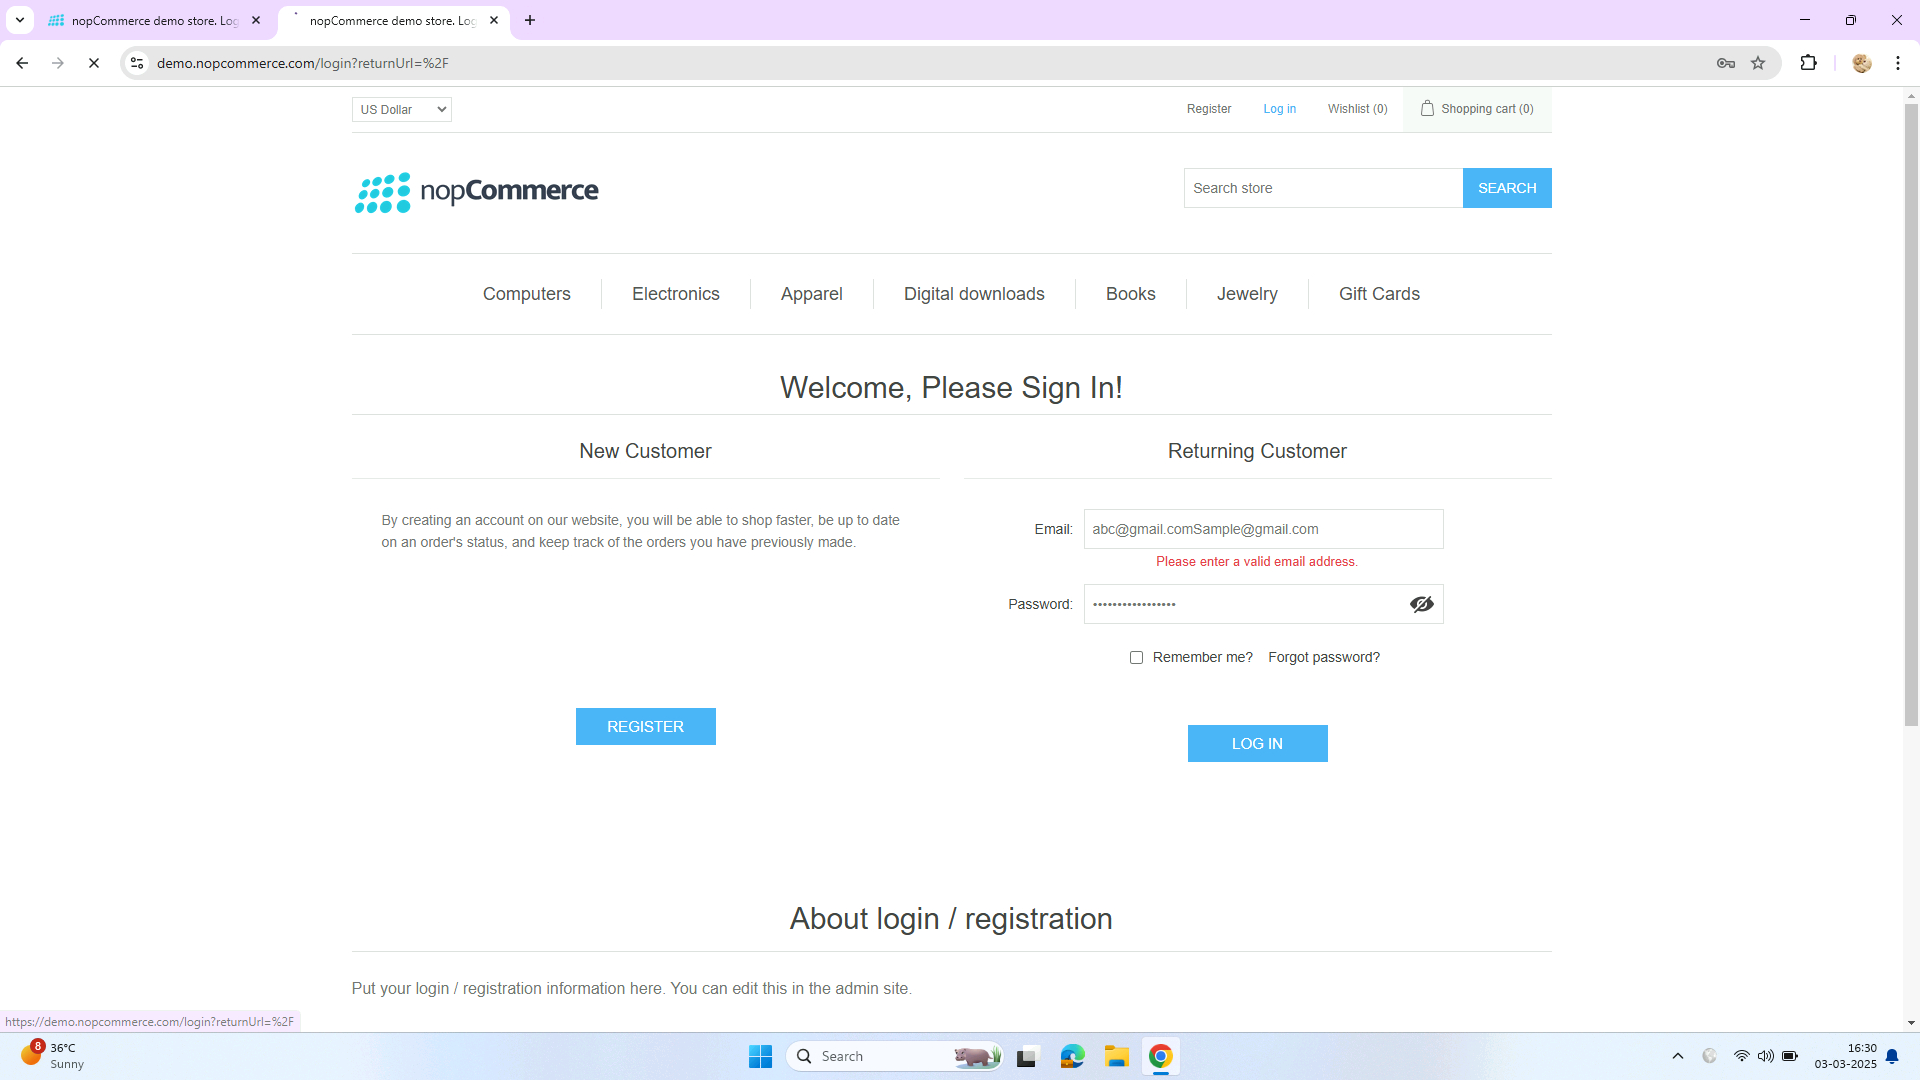 nopCommerce demo store. Log
nopCommerce demo store. Log
demo.nopcommerce.com/login?returnUrl=%2F
US Dollar
Register
Log in
Wishlist (0)
Shopping cart (0)
nopCommerce
Search store
SEARCH
Computers
Electronics
Apparel
Digital downloads
Books
Jewelry
Gift Cards
Welcome, Please Sign In!
New Customer
By creating an account on our website, you will be able to shop faster, be up to date
on an order's status, and keep track of the orders you have previously made.
REGISTER
Returning Customer
Email:
abc@gmail.comSample@gmail.com
Please enter a valid email address.
Password:
•••••••••••••••••
Remember me?
Forgot password?
LOG IN
About login / registration
Put your login / registration information here. You can edit this in the admin site.
https://demo.nopcommerce.com/login?returnUrl=%2F
8
36°C
Sunny
Search
16:30
03-03-2025